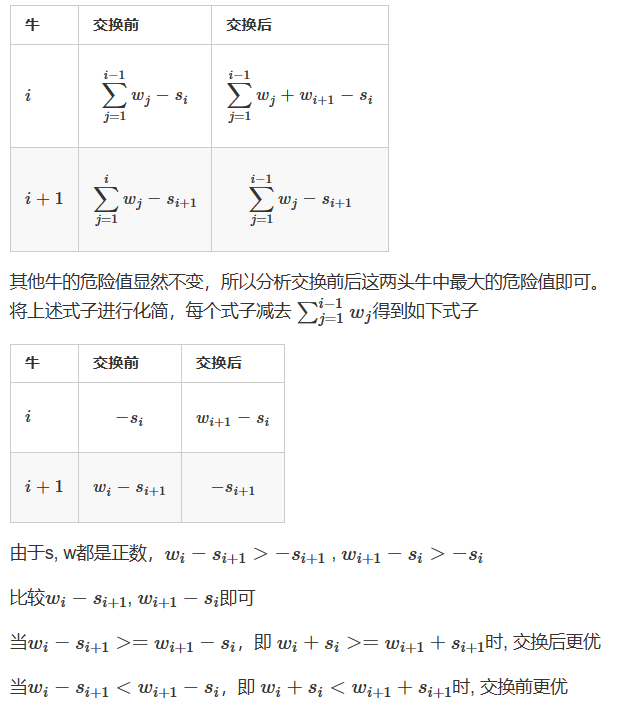 牛 交换前 交换后
i $\sum_{j=1}^{i-1} w_j - s_i$ $\sum_{j=1}^{i-1} w_j + w_{i+1} - s_i$
i + 1 $\sum_{j=1}^{i} w_j - s_{i+1}$ $\sum_{j=1}^{i-1} w_j - s_{i+1}$
其他牛的危险值显然不变，所以分析交换前后这两头牛中最大的危险值即可。
将上述式子进行化简，每个式子减去 $\sum_{j=1}^{i-1} w_j$得到如下式子
牛 交换前 交换后
i $-s_i$ $w_{i+1} - s_i$
i + 1 $w_i - s_{i+1}$ $-s_{i+1}$
由于s, w都是正数，$w_i - s_{i+1} > -s_{i+1}$ , $w_{i+1} - s_i > -s_i$
比较$w_i - s_{i+1}$, $w_{i+1} - s_i$即可
当$w_i - s_{i+1} >= w_{i+1} - s_i$，即 $w_i + s_i >= w_{i+1} + s_{i+1}$时, 交换后更优
当$w_i - s_{i+1} < w_{i+1} - s_i$，即 $w_i + s_i < w_{i+1} + s_{i+1}$时, 交换前更优